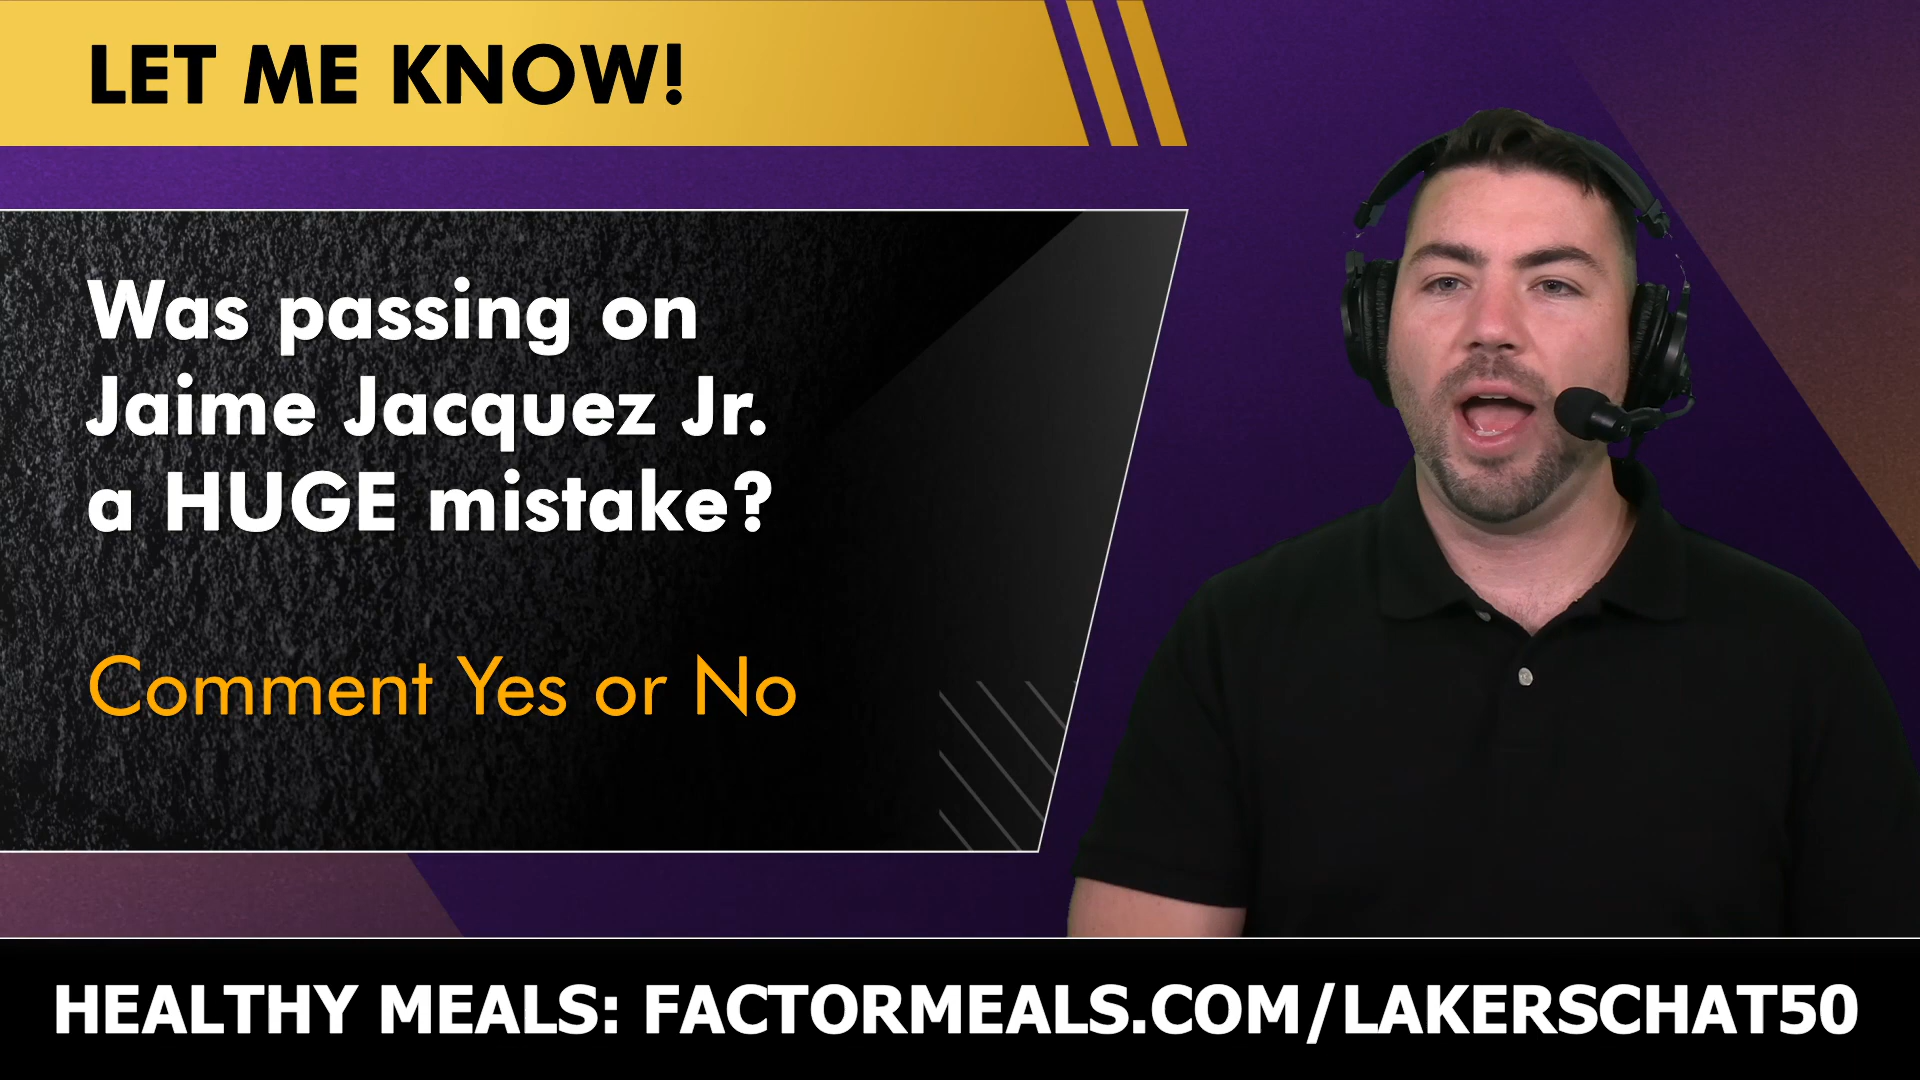 LET ME KNOW!
Was passing on
Jaime Jacquez Jr.
a HUGE mistake?
Comment Yes or No
HEALTHY MEALS: FACTORMEALS.COM/LAKERSCHAT50